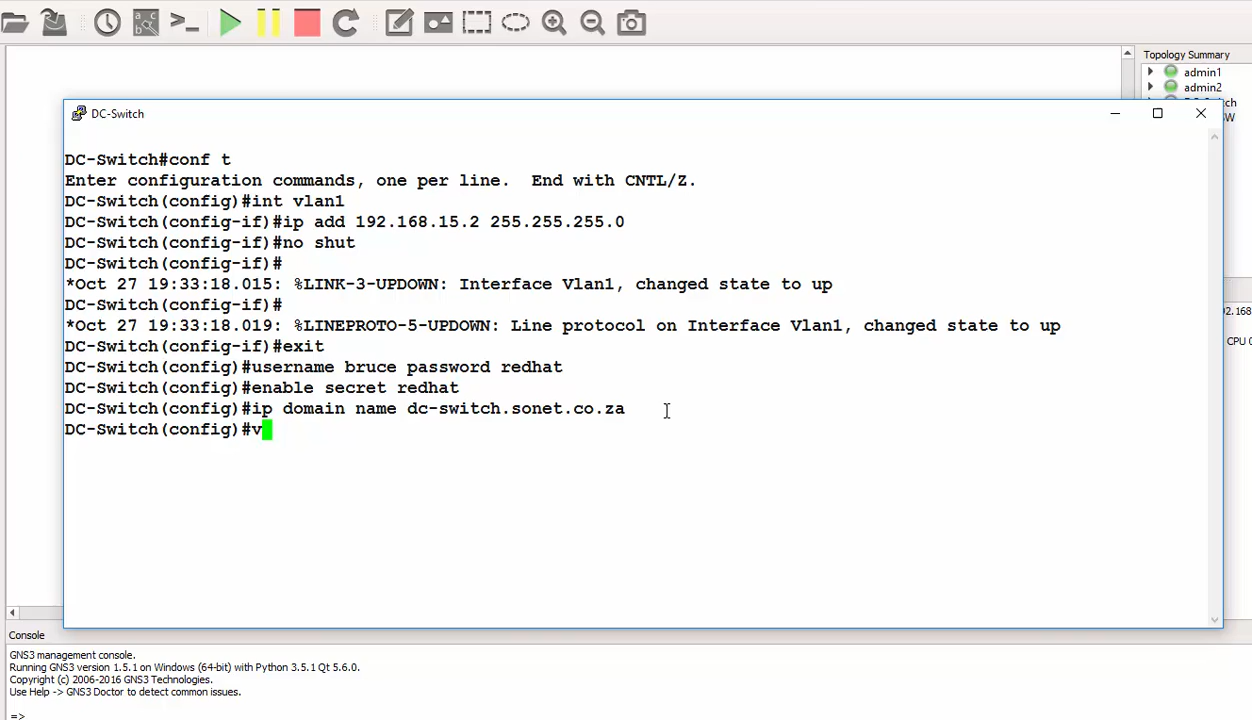 Topology Summary
admin1
admin2
DC-Switch
DC-Switch#conf t
Enter configuration commands, one per line.  End with CNTL/Z.
DC-Switch(config)#int vlan1
DC-Switch(config-if)#ip add 192.168.15.2 255.255.255.0
DC-Switch(config-if)#no shut
DC-Switch(config-if)#
*Oct 27 19:33:18.015: %LINK-3-UPDOWN: Interface Vlan1, changed state to up
DC-Switch(config-if)#
*Oct 27 19:33:18.019: %LINEPROTO-5-UPDOWN: Line protocol on Interface Vlan1, changed state to up
DC-Switch(config-if)#exit
DC-Switch(config)#username bruce password redhat
DC-Switch(config)#enable secret redhat
DC-Switch(config)#ip domain name dc-switch.sonet.co.za
DC-Switch(config)#v
CPU
Console
GNS3 management console.
Running GNS3 version 1.5.1 on Windows (64-bit) with Python 3.5.1 Qt 5.6.0.
Copyright (c) 2006-2016 GNS3 Technologies.
Use Help -> GNS3 Doctor to detect common issues.
=>